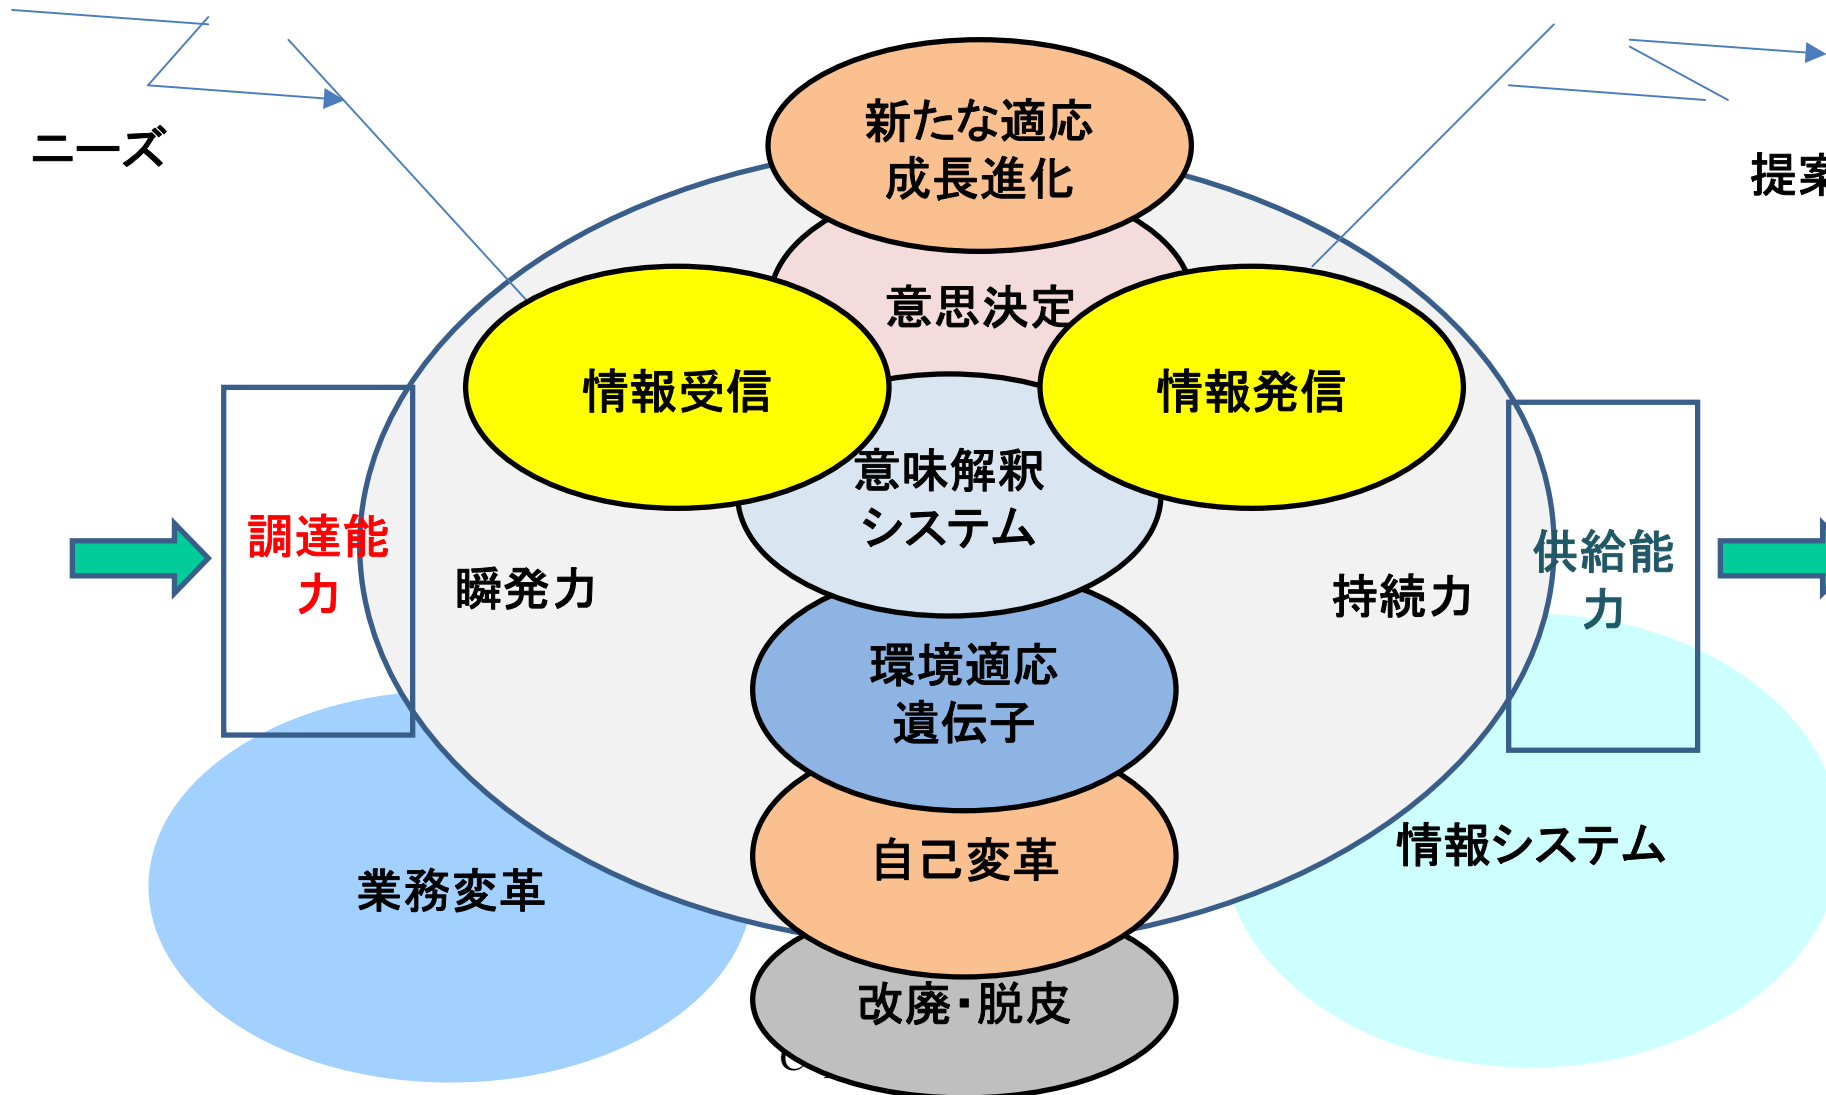 新たな適応
成長進化
ニーズ
提案
意思決定
情報受信
情報発信
意味解釈
システム
調達能
力
供給能
力
瞬発力
持続力
環境適応
遺伝子
情報システム
自己変革
業務変革
改廃・脱皮